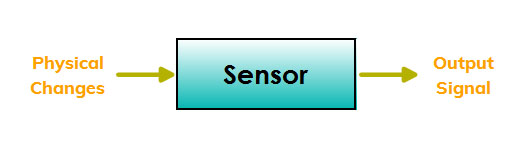 Physical
Changes
Sensor
Output
Signal